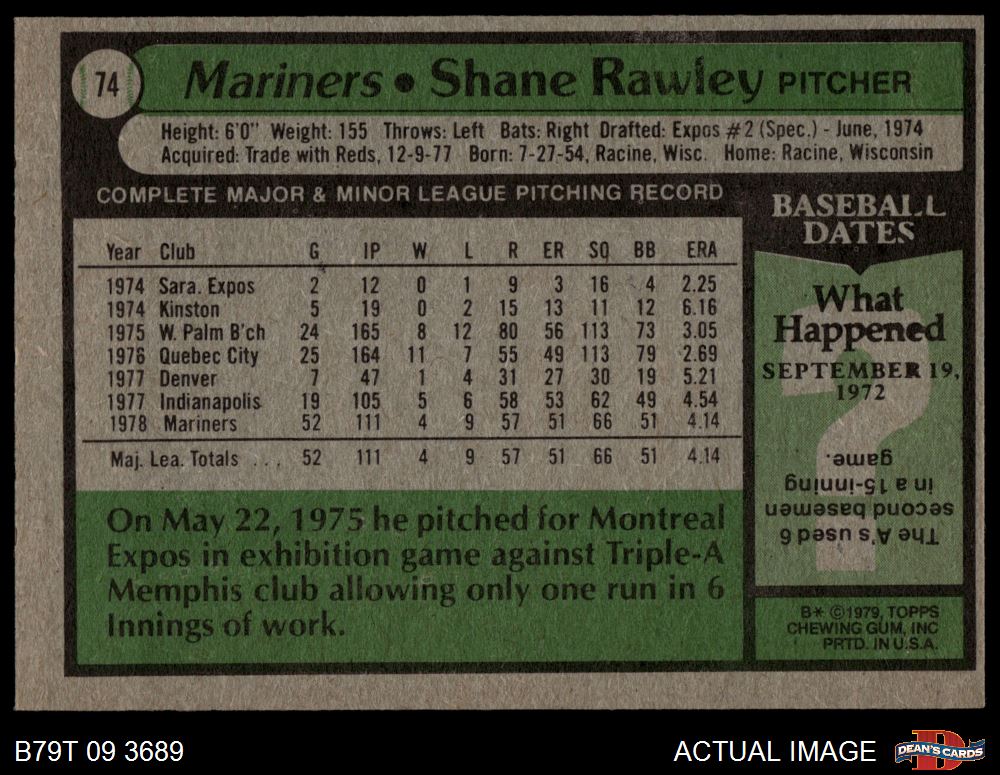 74 Mariners • Shane Rawley PITCHER
Height: 6'0" Weight: 155 Throws: Left Bats: Right Drafted: Expos #2 (Spec.) - June, 1974
Acquired: Trade with Reds, 12-9-77 Born: 7-27-54, Racine, Wisc. Home: Racine, Wisconsin
COMPLETE MAJOR & MINOR LEAGUE PITCHING RECORD
Year Club G IP W L R ER SO BB ERA
1974 Sara. Expos 2 12 0 1 9 3 16 4 2.25
1974 Kinston 5 19 0 2 15 13 11 12 6.16
1975 W. Palm B'ch 24 165 8 12 80 56 113 73 3.05
1976 Quebec City 25 164 11 7 55 49 113 79 2.69
1977 Denver 7 47 1 4 31 27 30 19 5.21
1977 Indianapolis 19 105 5 6 58 53 62 49 4.54
1978 Mariners 52 111 4 9 57 51 66 51 4.14
Maj. Lea. Totals ... 52 111 4 9 57 51 66 51 4.14
On May 22, 1975 he pitched for Montreal
Expos in exhibition game against Triple-A
Memphis club allowing only one run in 6
Innings of work.
BASEBALL
DATES
What
Happened
SEPTEMBER 19,
1972
The A's used 6
second basemen
in a 15-inning
game.
B* ©1979, TOPPS
CHEWING GUM, INC
PRTD. IN U.S.A.
B79T 09 3689
ACTUAL IMAGE
DEAN'S CARDS